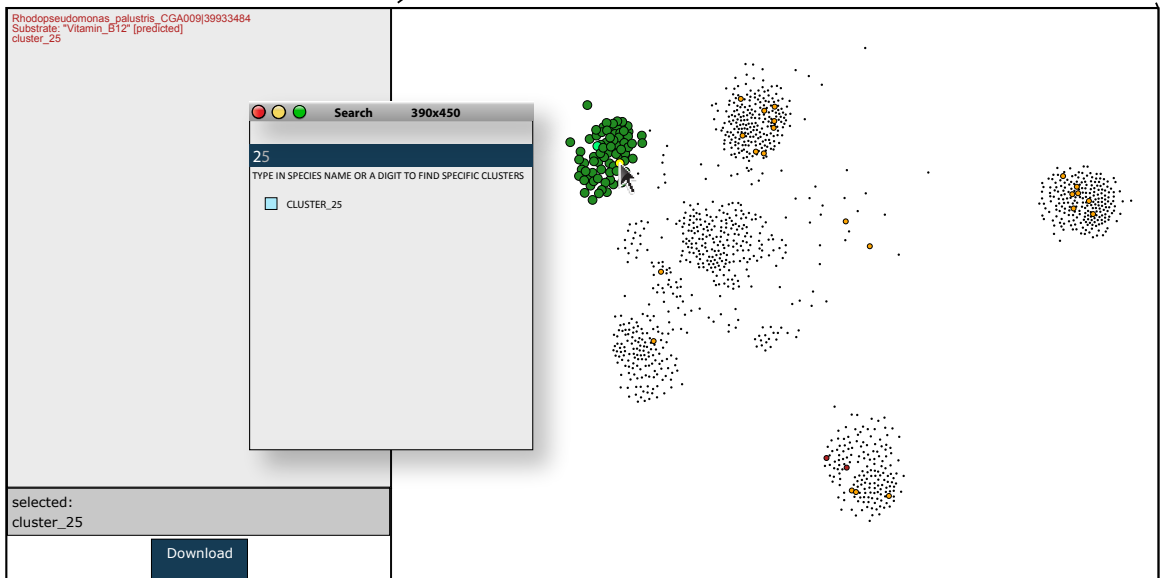 Rhodopseudomonas_palustris_CGA009|39933484
Substrate: "Vitamin_B12" [predicted]
cluster_25
Search 390x450
25
TYPE IN SPECIES NAME OR A DIGIT TO FIND SPECIFIC CLUSTERS
CLUSTER_25
selected:
cluster_25
Download